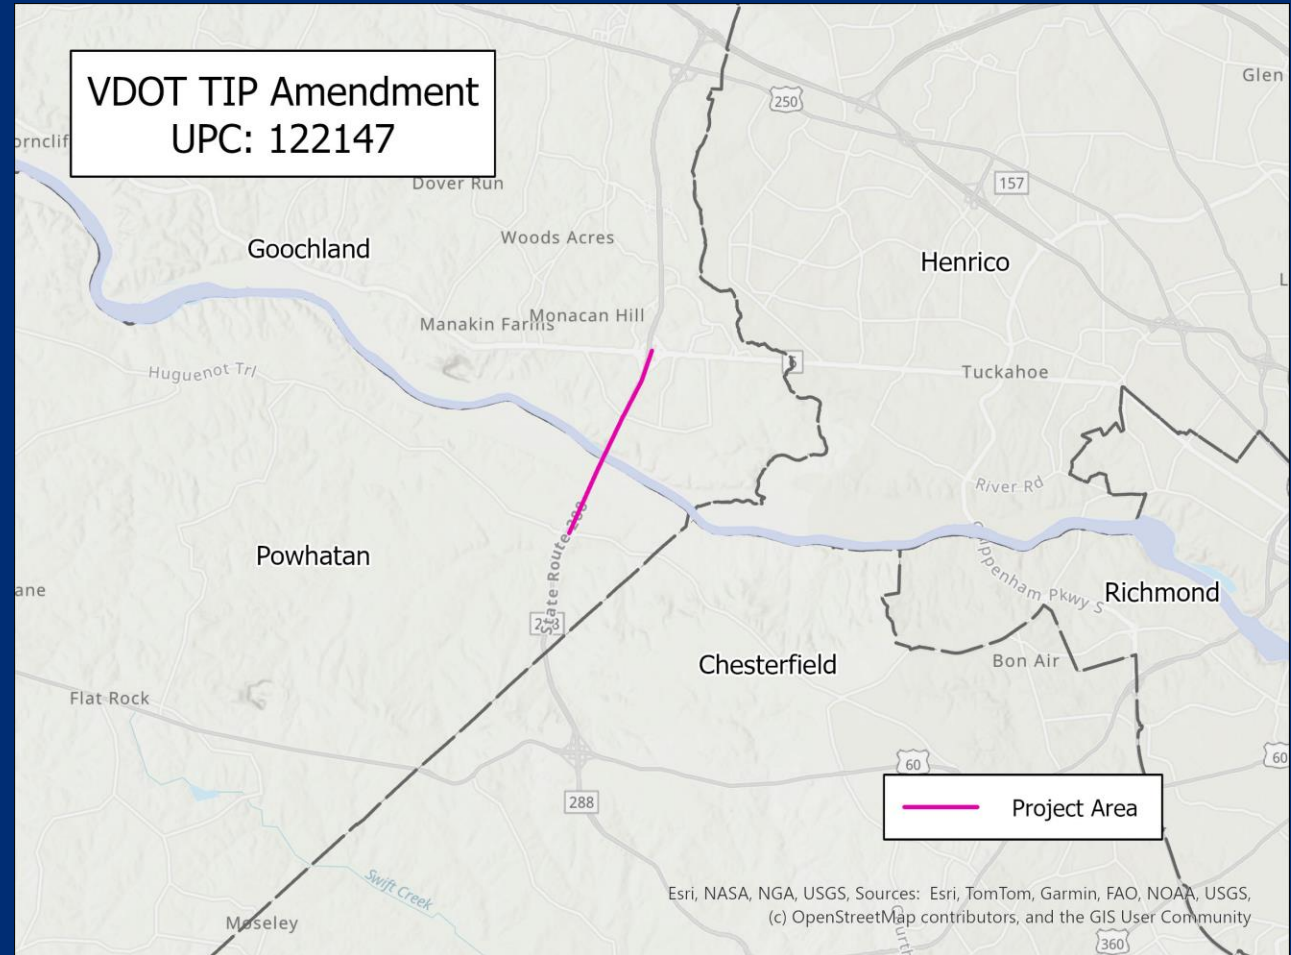 VDOT TIP Amendment
UPC: 122147
Glen
250
157
Dover Run
Woods Acres
Goochland
Henrico
Monacan Hill
Manakin Farms
Huguenot Trl
Tuckahoe
River Rd
State Route 288
Powhatan
Chippenham Pkwy S
Richmond
Chesterfield
Bon Air
Flat Rock
60
60
288
Project Area
Swift Creek
Moseley
Esri, NASA, NGA, USGS, Sources: Esri, TomTom, Garmin, FAO, NOAA, USGS,
(c) OpenStreetMap contributors, and the GIS User Community
360